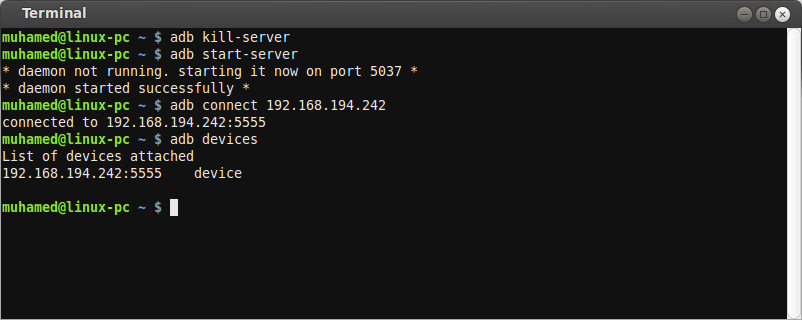 Terminal
muhamed@linux-pc ~ $ adb kill-server
muhamed@linux-pc ~ $ adb start-server
* daemon not running. starting it now on port 5037 *
* daemon started successfully *
muhamed@linux-pc ~ $ adb connect 192.168.194.242
connected to 192.168.194.242:5555
muhamed@linux-pc ~ $ adb devices
List of devices attached
192.168.194.242:5555    device
muhamed@linux-pc ~ $